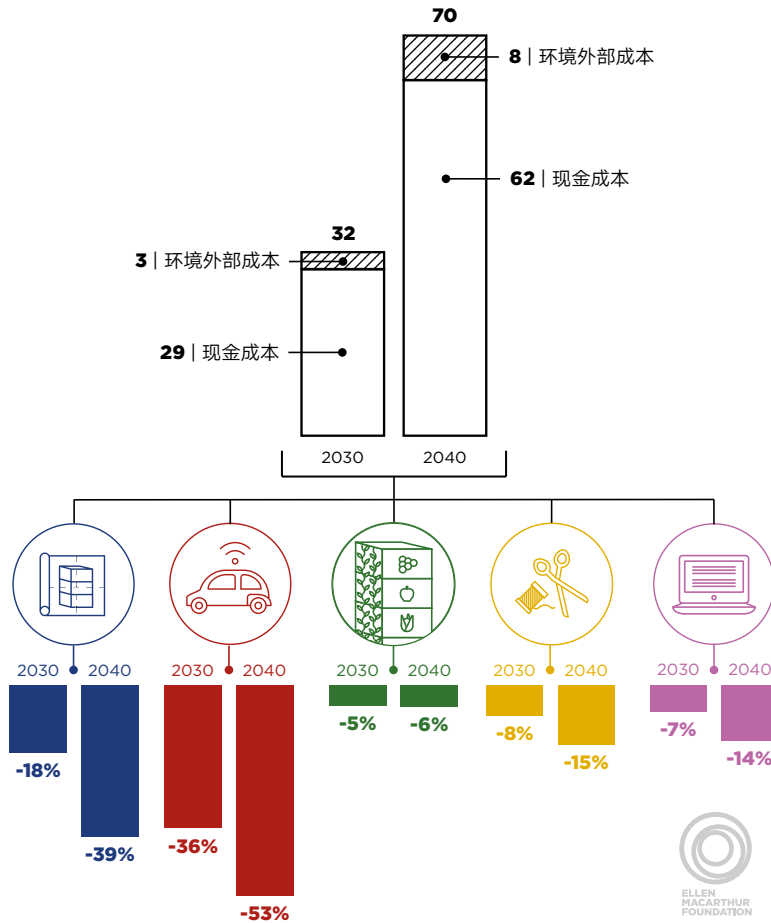 70
8 | 环境外部成本
62 | 现金成本
32
3 | 环境外部成本
29 | 现金成本
2030 2040
2030 2040 2030 2040 2030 2040 2030 2040 2030 2040
-18% -39% -36% -53% -5% -6% -8% -15% -7% -14%
ELLEN
MACARTHUR
FOUNDATION